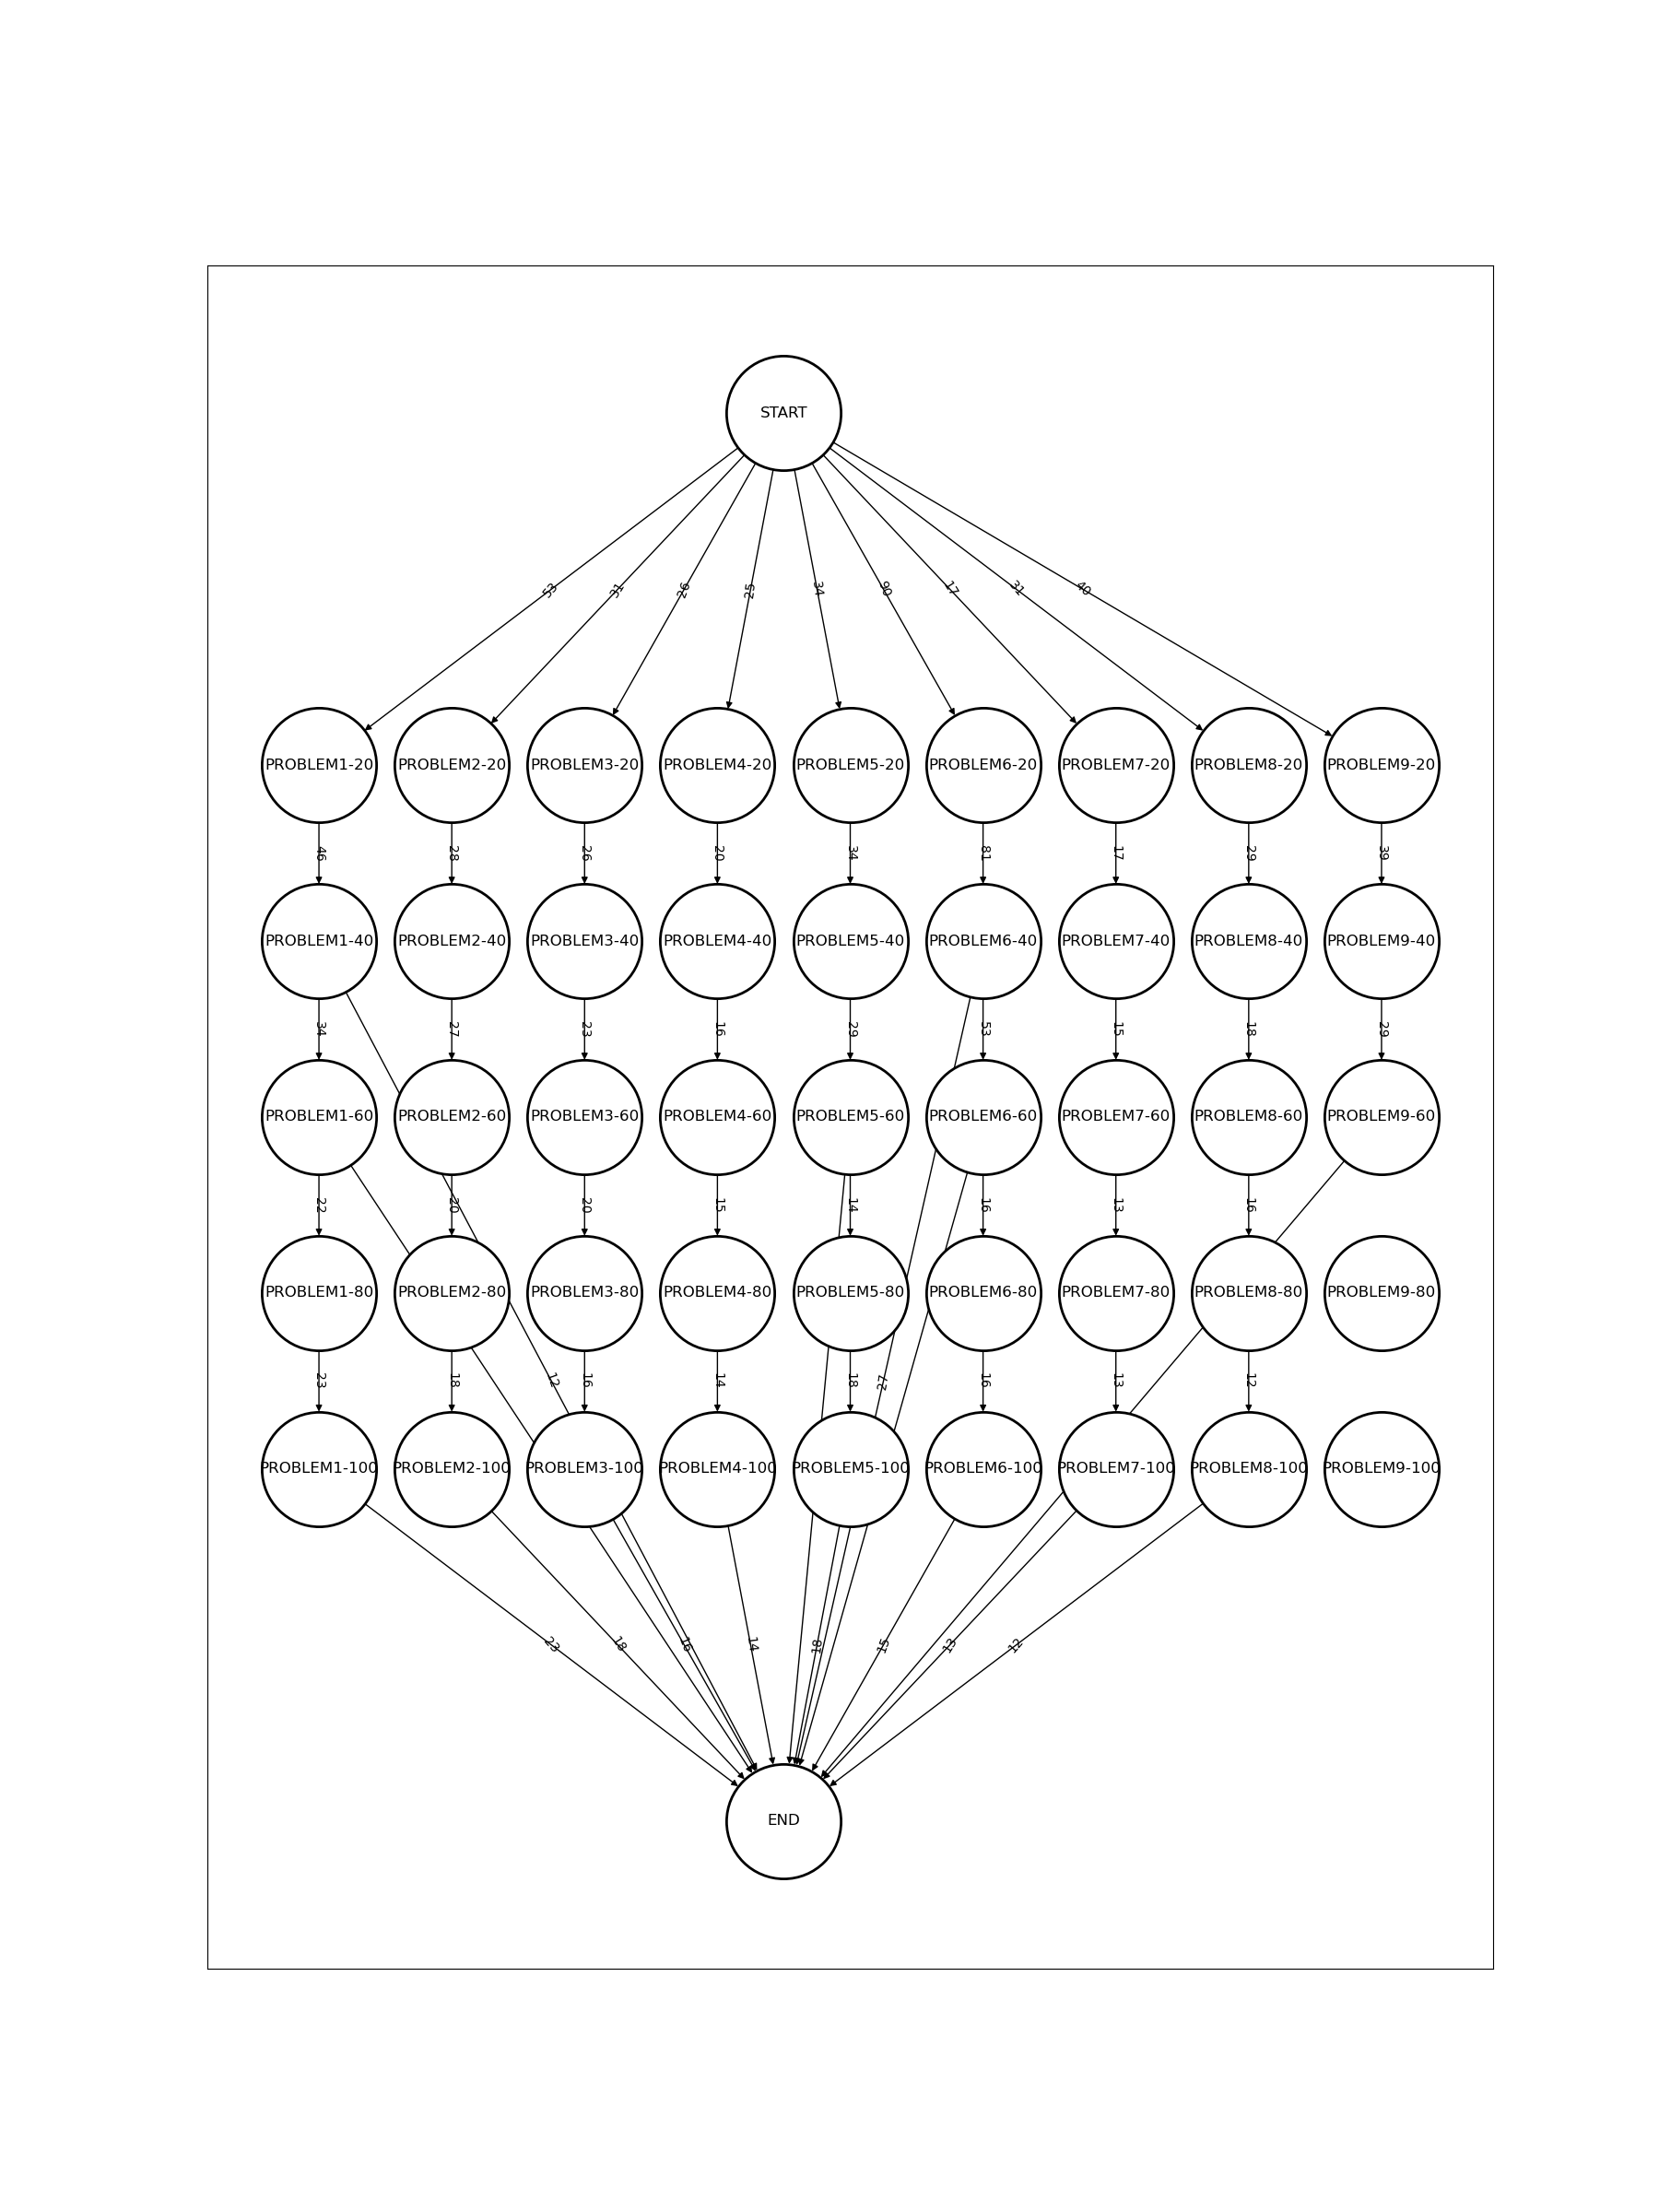 START
53 31 26 25 34 90 17 31 40
PROBLEM1-20 PROBLEM2-20 PROBLEM3-20 PROBLEM4-20 PROBLEM5-20 PROBLEM6-20 PROBLEM7-20 PROBLEM8-20 PROBLEM9-20
46 28 26 20 34 81 17 29 39
PROBLEM1-40 PROBLEM2-40 PROBLEM3-40 PROBLEM4-40 PROBLEM5-40 PROBLEM6-40 PROBLEM7-40 PROBLEM8-40 PROBLEM9-40
34 27 23 16 29 53 15 18 29
PROBLEM1-60 PROBLEM2-60 PROBLEM3-60 PROBLEM4-60 PROBLEM5-60 PROBLEM6-60 PROBLEM7-60 PROBLEM8-60 PROBLEM9-60
22 20 20 15 14 16 13 16
PROBLEM1-80 PROBLEM2-80 PROBLEM3-80 PROBLEM4-80 PROBLEM5-80 PROBLEM6-80 PROBLEM7-80 PROBLEM8-80 PROBLEM9-80
23 18 12 16 14 18 27 16 13 12
PROBLEM1-100 PROBLEM2-100 PROBLEM3-100 PROBLEM4-100 PROBLEM5-100 PROBLEM6-100 PROBLEM7-100 PROBLEM8-100 PROBLEM9-100
23 18 16 14 18 15 13 12
END